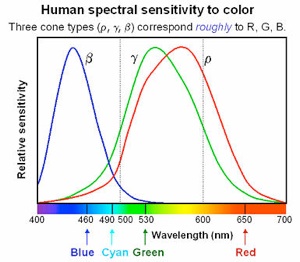 Human spectral sensitivity to color
Three cone types (ρ, γ, β) correspond roughly to R, G, B.
Relative sensitivity
β
γ
ρ
400 460 490 500 530 600 650 700
Wavelength (nm)
Blue Cyan Green Red